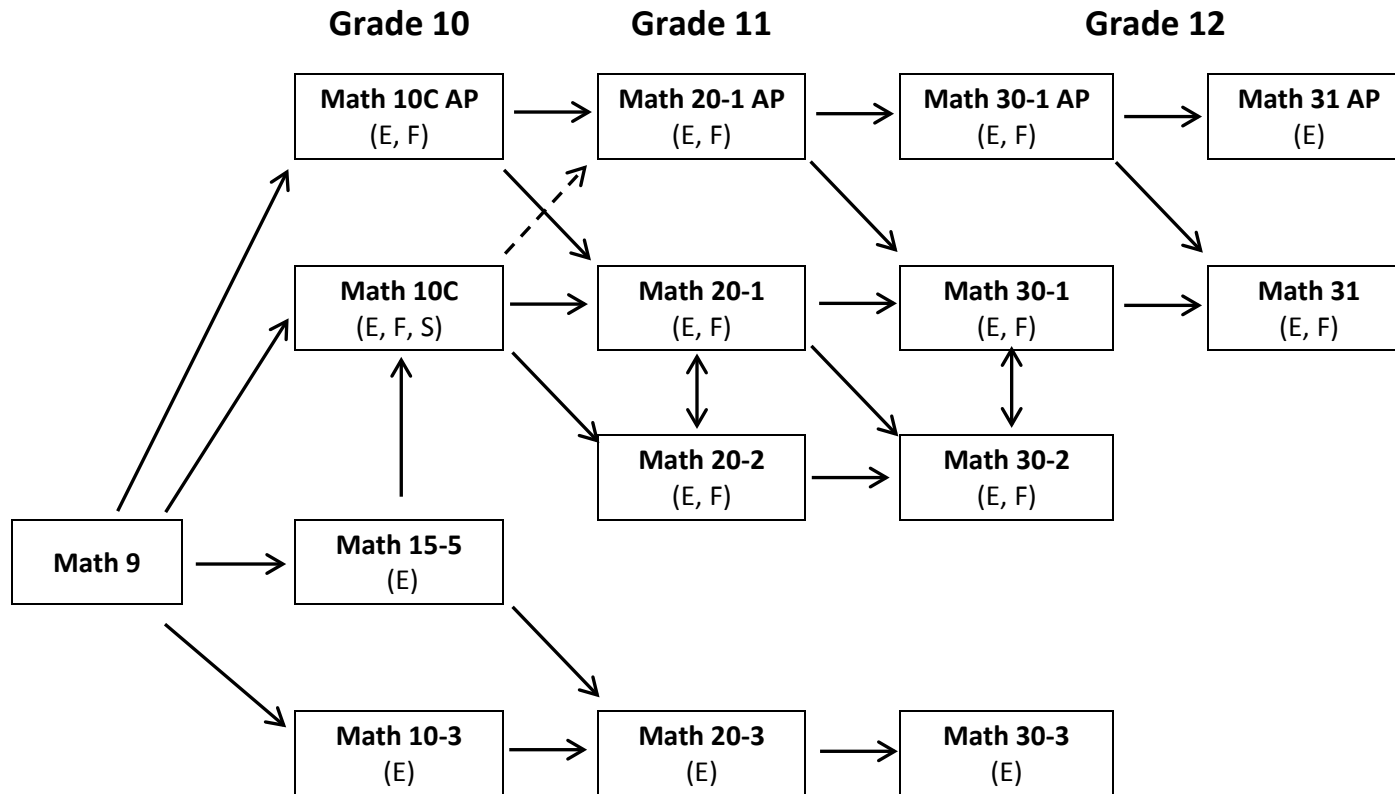 Grade 10
Grade 11
Grade 12
Math 10C AP
(E, F)
Math 20-1 AP
(E, F)
Math 30-1 AP
(E, F)
Math 31 AP
(E)
Math 10C
(E, F, S)
Math 20-1
(E, F)
Math 30-1
(E, F)
Math 31
(E, F)
Math 20-2
(E, F)
Math 30-2
(E, F)
Math 9
Math 15-5
(E)
Math 10-3
(E)
Math 20-3
(E)
Math 30-3
(E)